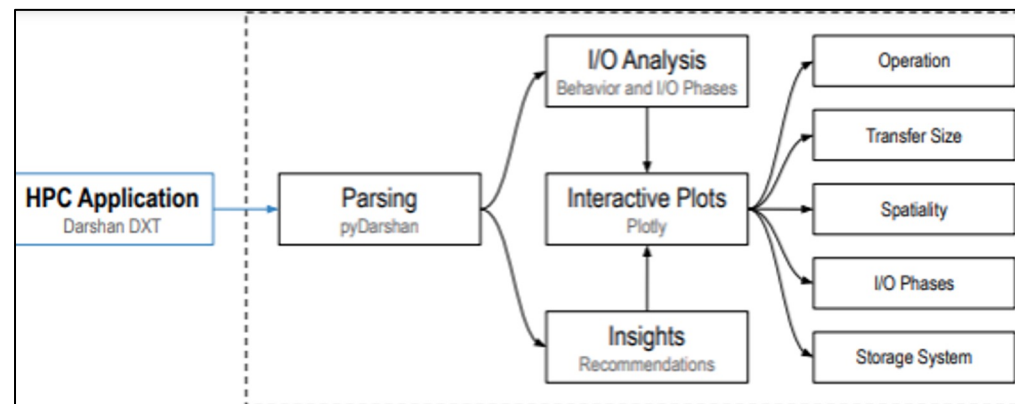 HPC Application
Darshan DXT
Parsing
pyDarshan
I/O Analysis
Behavior and I/O Phases
Interactive Plots
Plotly
Insights
Recommendations
Operation
Transfer Size
Spatiality
I/O Phases
Storage System